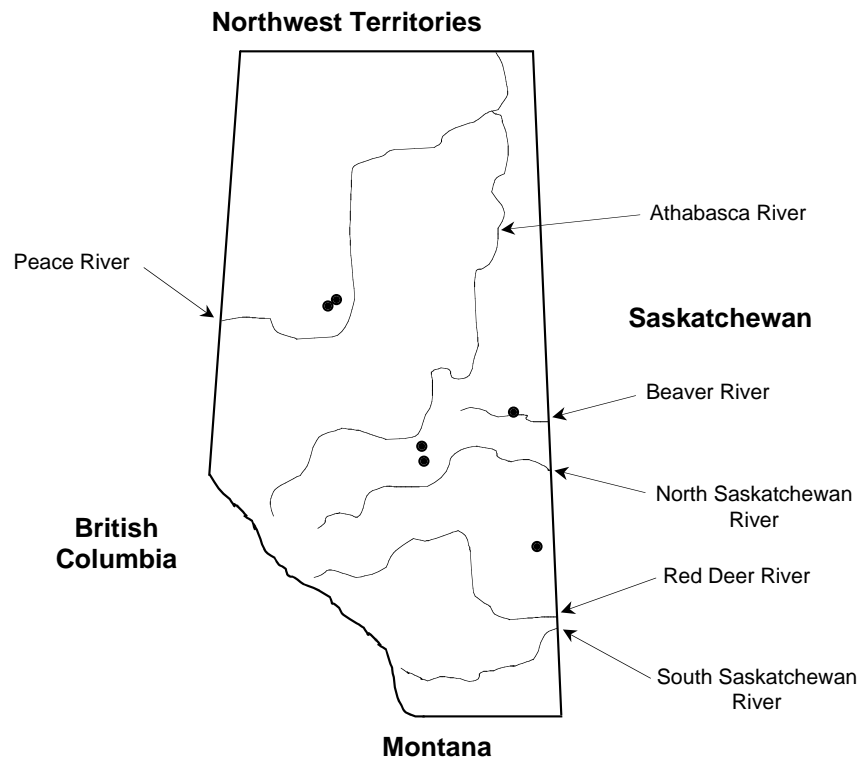 Northwest Territories
Athabasca River
Peace River
Saskatchewan
Beaver River
North Saskatchewan
River
British
Columbia
Red Deer River
South Saskatchewan
River
Montana